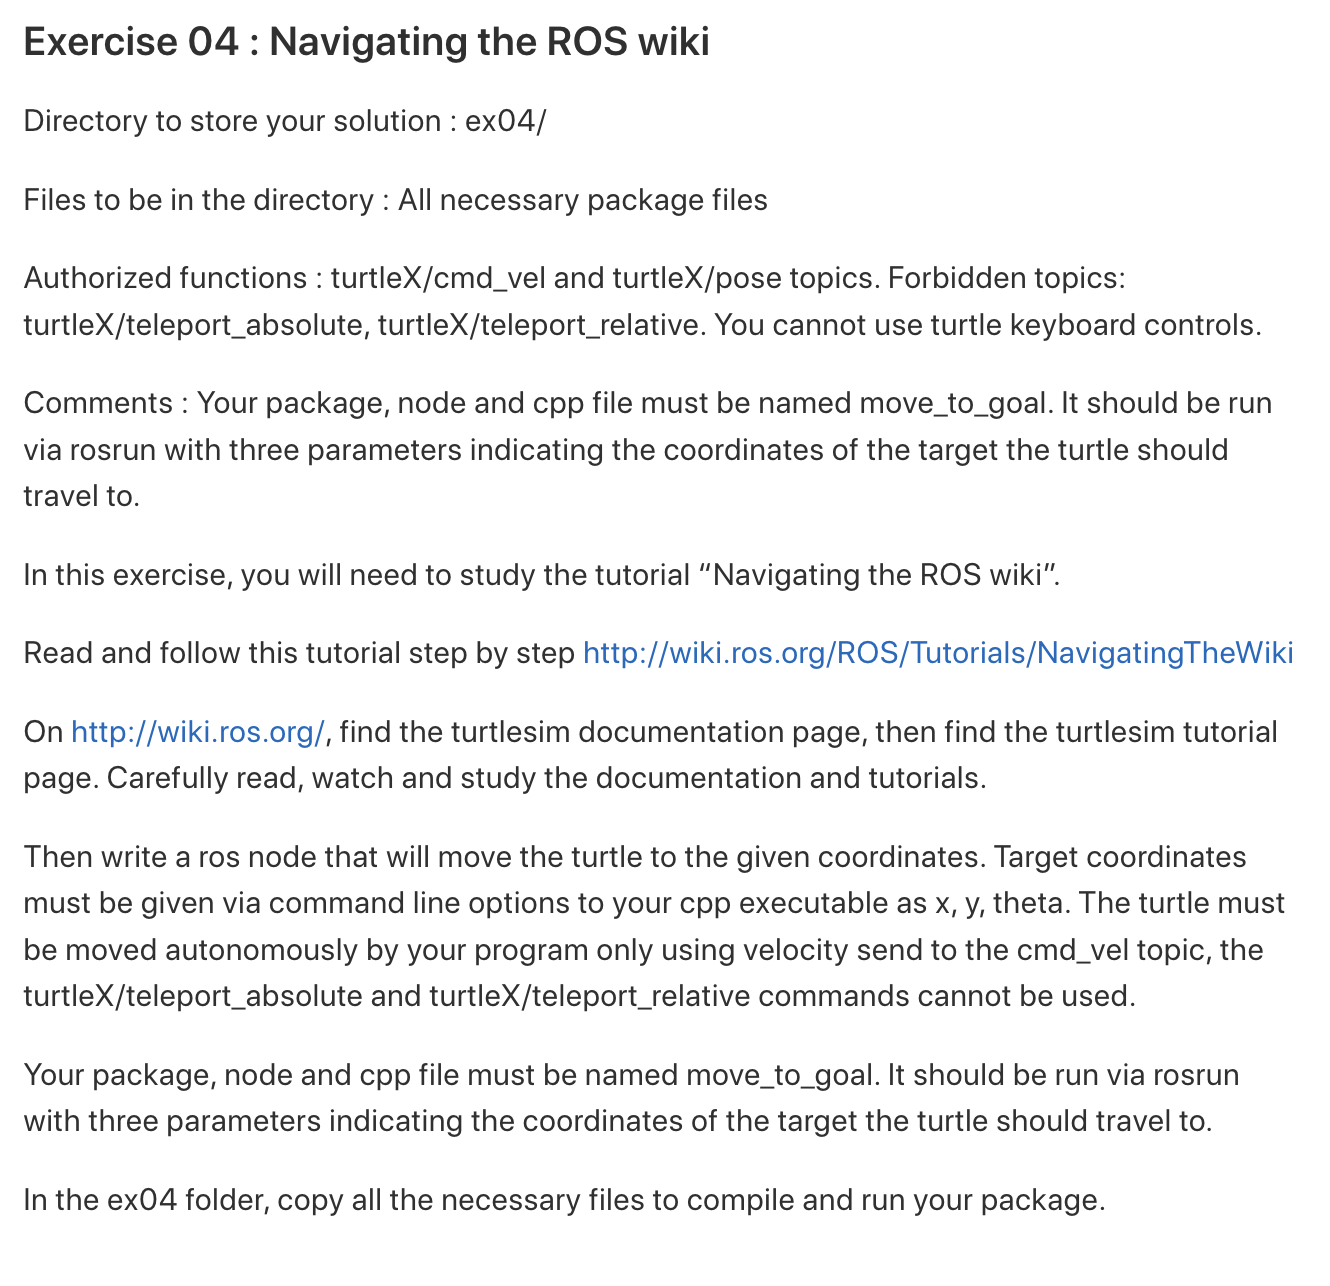 Exercise 04 : Navigating the ROS wiki
Directory to store your solution : ex04/
Files to be in the directory : All necessary package files
Authorized functions : turtleX/cmd_vel and turtleX/pose topics. Forbidden topics:
turtleX/teleport_absolute, turtleX/teleport_relative. You cannot use turtle keyboard controls.
Comments : Your package, node and cpp file must be named move_to_goal. It should be run
via rosrun with three parameters indicating the coordinates of the target the turtle should
travel to.
In this exercise, you will need to study the tutorial “Navigating the ROS wiki”.
Read and follow this tutorial step by step http://wiki.ros.org/ROS/Tutorials/NavigatingTheWiki
On http://wiki.ros.org/, find the turtlesim documentation page, then find the turtlesim tutorial
page. Carefully read, watch and study the documentation and tutorials.
Then write a ros node that will move the turtle to the given coordinates. Target coordinates
must be given via command line options to your cpp executable as x, y, theta. The turtle must
be moved autonomously by your program only using velocity send to the cmd_vel topic, the
turtleX/teleport_absolute and turtleX/teleport_relative commands cannot be used.
Your package, node and cpp file must be named move_to_goal. It should be run via rosrun
with three parameters indicating the coordinates of the target the turtle should travel to.
In the ex04 folder, copy all the necessary files to compile and run your package.